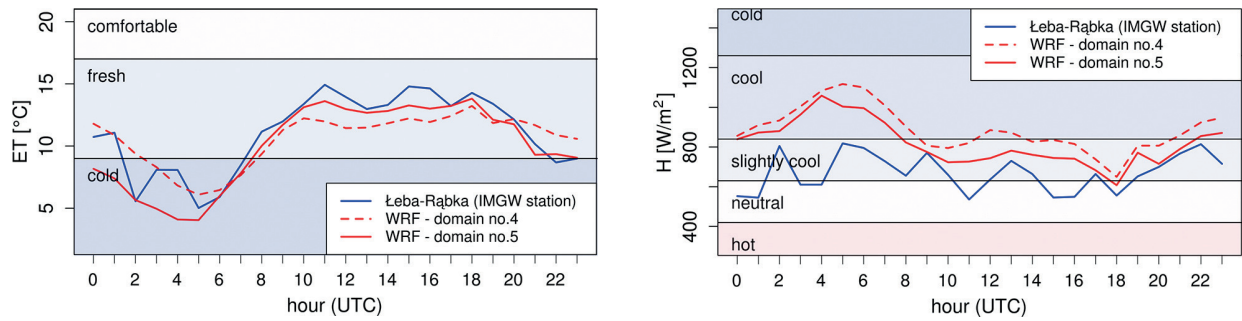 20
15
10
5
ET [°C]
comfortable
fresh
cold
Łeba-Rąbka (IMGW station)
WRF - domain no.4
WRF - domain no.5
0 2 4 6 8 10 12 14 16 18 20 22
hour (UTC)
1200
800
400
H [W/m²]
cold
cool
slightly cool
neutral
hot
Łeba-Rąbka (IMGW station)
WRF - domain no.4
WRF - domain no.5
0 2 4 6 8 10 12 14 16 18 20 22
hour (UTC)